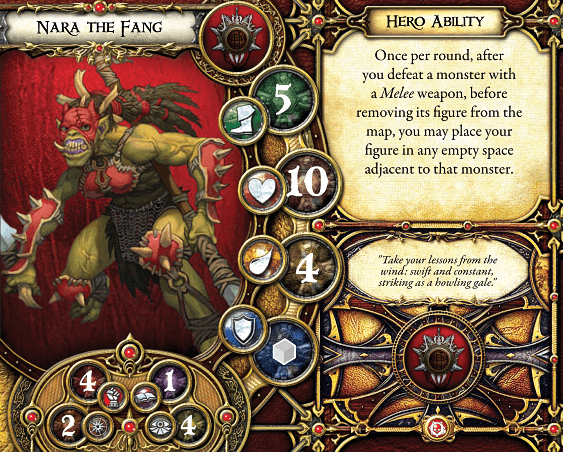 Nara the Fang
5
10
4
4
1
2
4
Hero Ability
Once per round, after
you defeat a monster with
a Melee weapon, before
removing its figure from the
map, you may place your
figure in any empty space
adjacent to that monster.
"Take your lessons from the
wind: swift and constant,
striking as a howling gale."